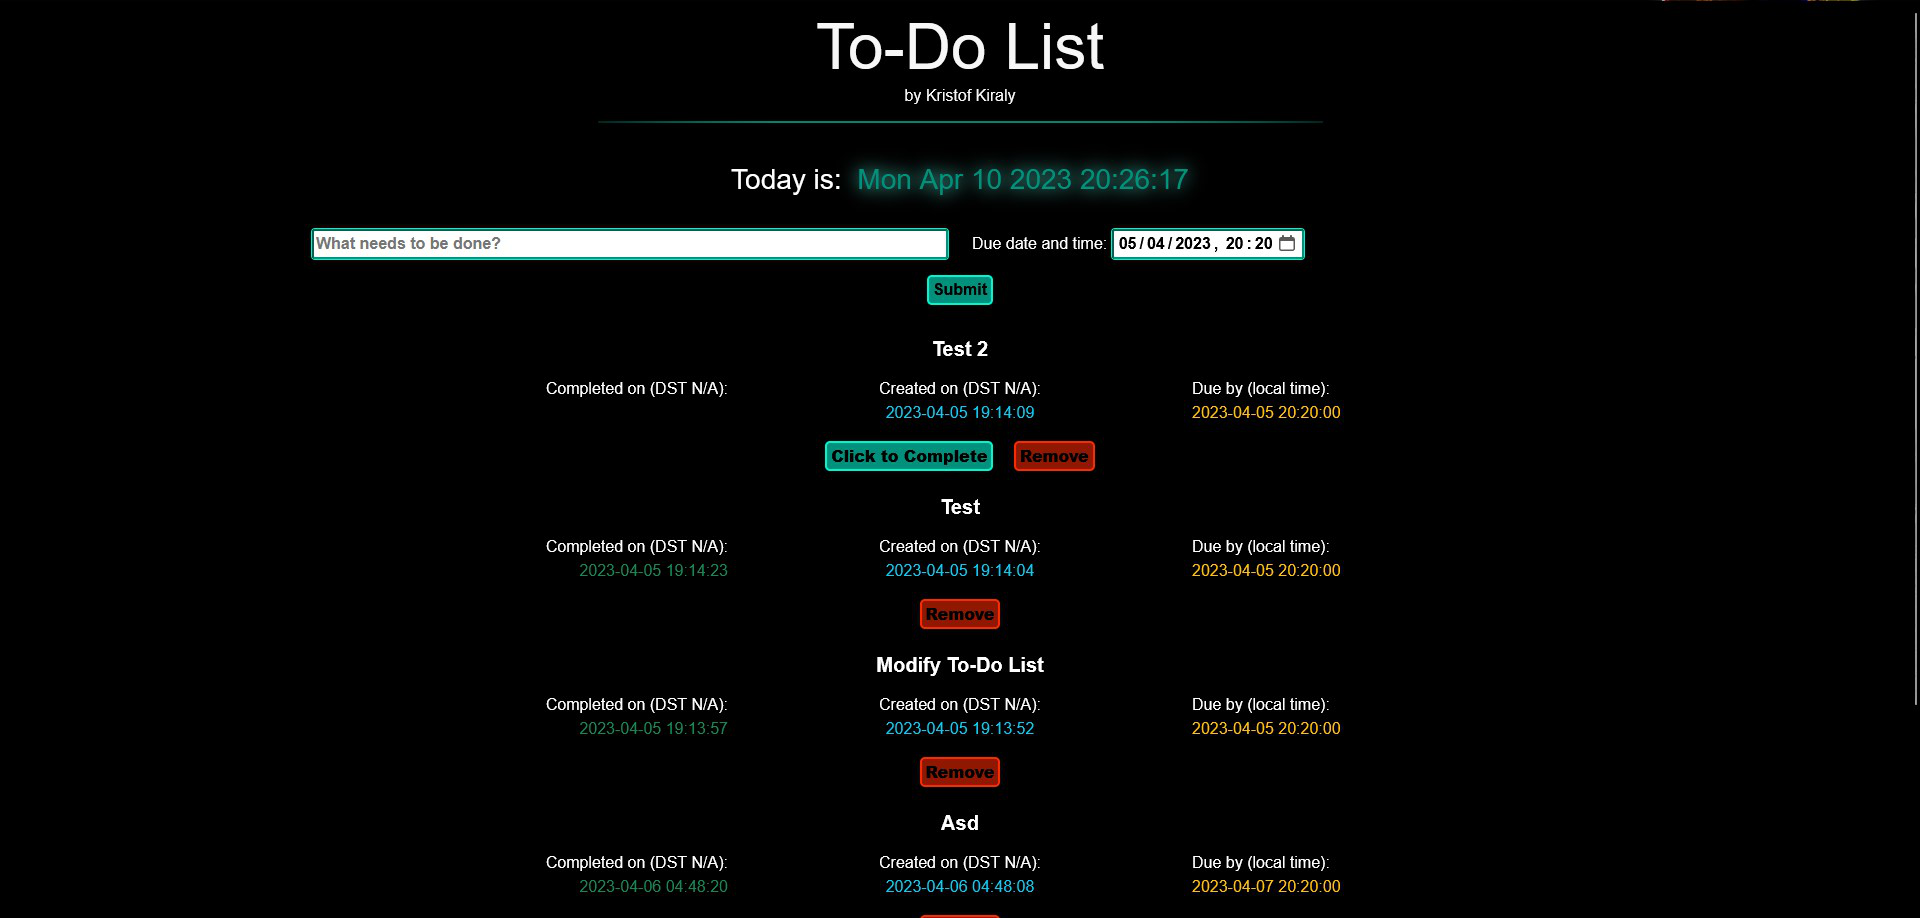 To-Do List
by Kristof Kiraly
Today is: Mon Apr 10 2023 20:26:17
What needs to be done? Due date and time: 05/04/2023, 20:20
Submit
Test 2
Completed on (DST N/A): Created on (DST N/A): Due by (local time):
2023-04-05 19:14:09 2023-04-05 20:20:00
Click to Complete Remove
Test
Completed on (DST N/A): Created on (DST N/A): Due by (local time):
2023-04-05 19:14:23 2023-04-05 19:14:04 2023-04-05 20:20:00
Remove
Modify To-Do List
Completed on (DST N/A): Created on (DST N/A): Due by (local time):
2023-04-05 19:13:57 2023-04-05 19:13:52 2023-04-05 20:20:00
Remove
Asd
Completed on (DST N/A): Created on (DST N/A): Due by (local time):
2023-04-06 04:48:20 2023-04-06 04:48:08 2023-04-07 20:20:00